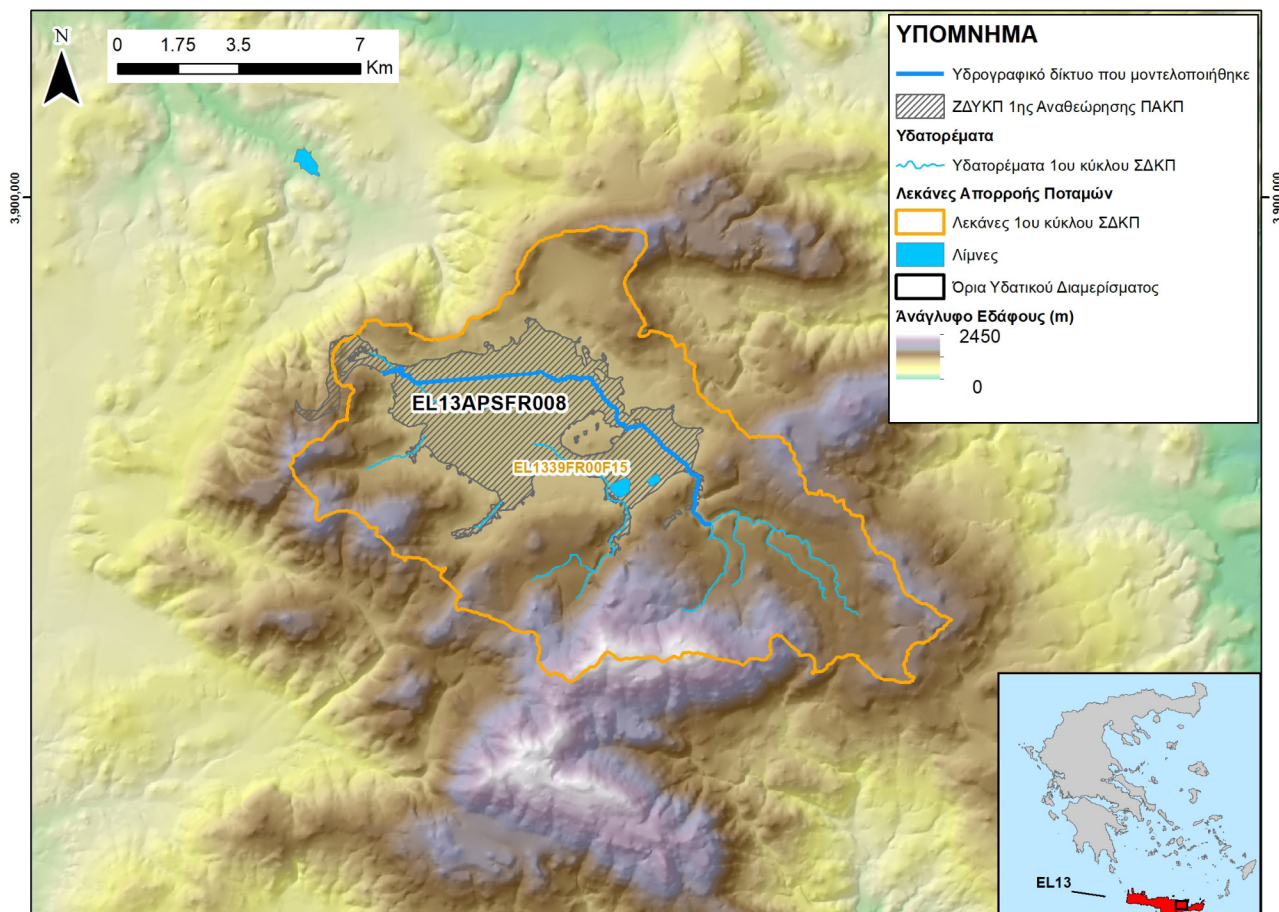 N
0 1.75 3.5 7
Km
3,900,000
3,900,000
ΥΠΟΜΝΗΜΑ
Υδρογραφικό δίκτυο που μοντελοποιήθηκε
ΖΔΥΚΠ 1ης Αναθεώρησης ΠΑΚΠ
Υδατορέματα
Υδατορέματα 1ου κύκλου ΣΔΚΠ
Λεκάνες Απορροής Ποταμών
Λεκάνες 1ου κύκλου ΣΔΚΠ
Λίμνες
Όρια Υδατικού Διαμερίσματος
Άνάγλυφο Εδάφους (m)
2450
0
EL13APSFR008
EL1339FR00F15
EL13